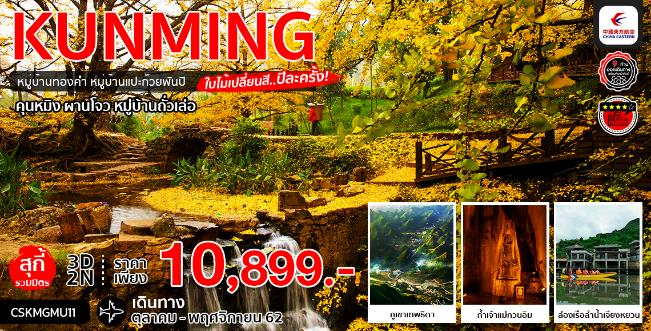 KUNMING
中國東方航空
CHINA EASTERN
หมู่บ้านทองคำ หมู่บ้านแปะก๋วยพันปี
ใบไม้เปลี่ยนสี..ปีละครั้ง!
คุนหมิง ผานโจว หมู่บ้านถั่วเล่อ
สุกี้
รวมมิตร
3D
2N
ราคา
เพียง
10,899.-
CSKMGMU11
เดินทาง
ตุลาคม - พฤศจิกายน 62
ภูเขาเทพธิดา
ถ้ำเจ้าแม่กวนอิม
ล่องเรือลำน้ำเจียงหยวน